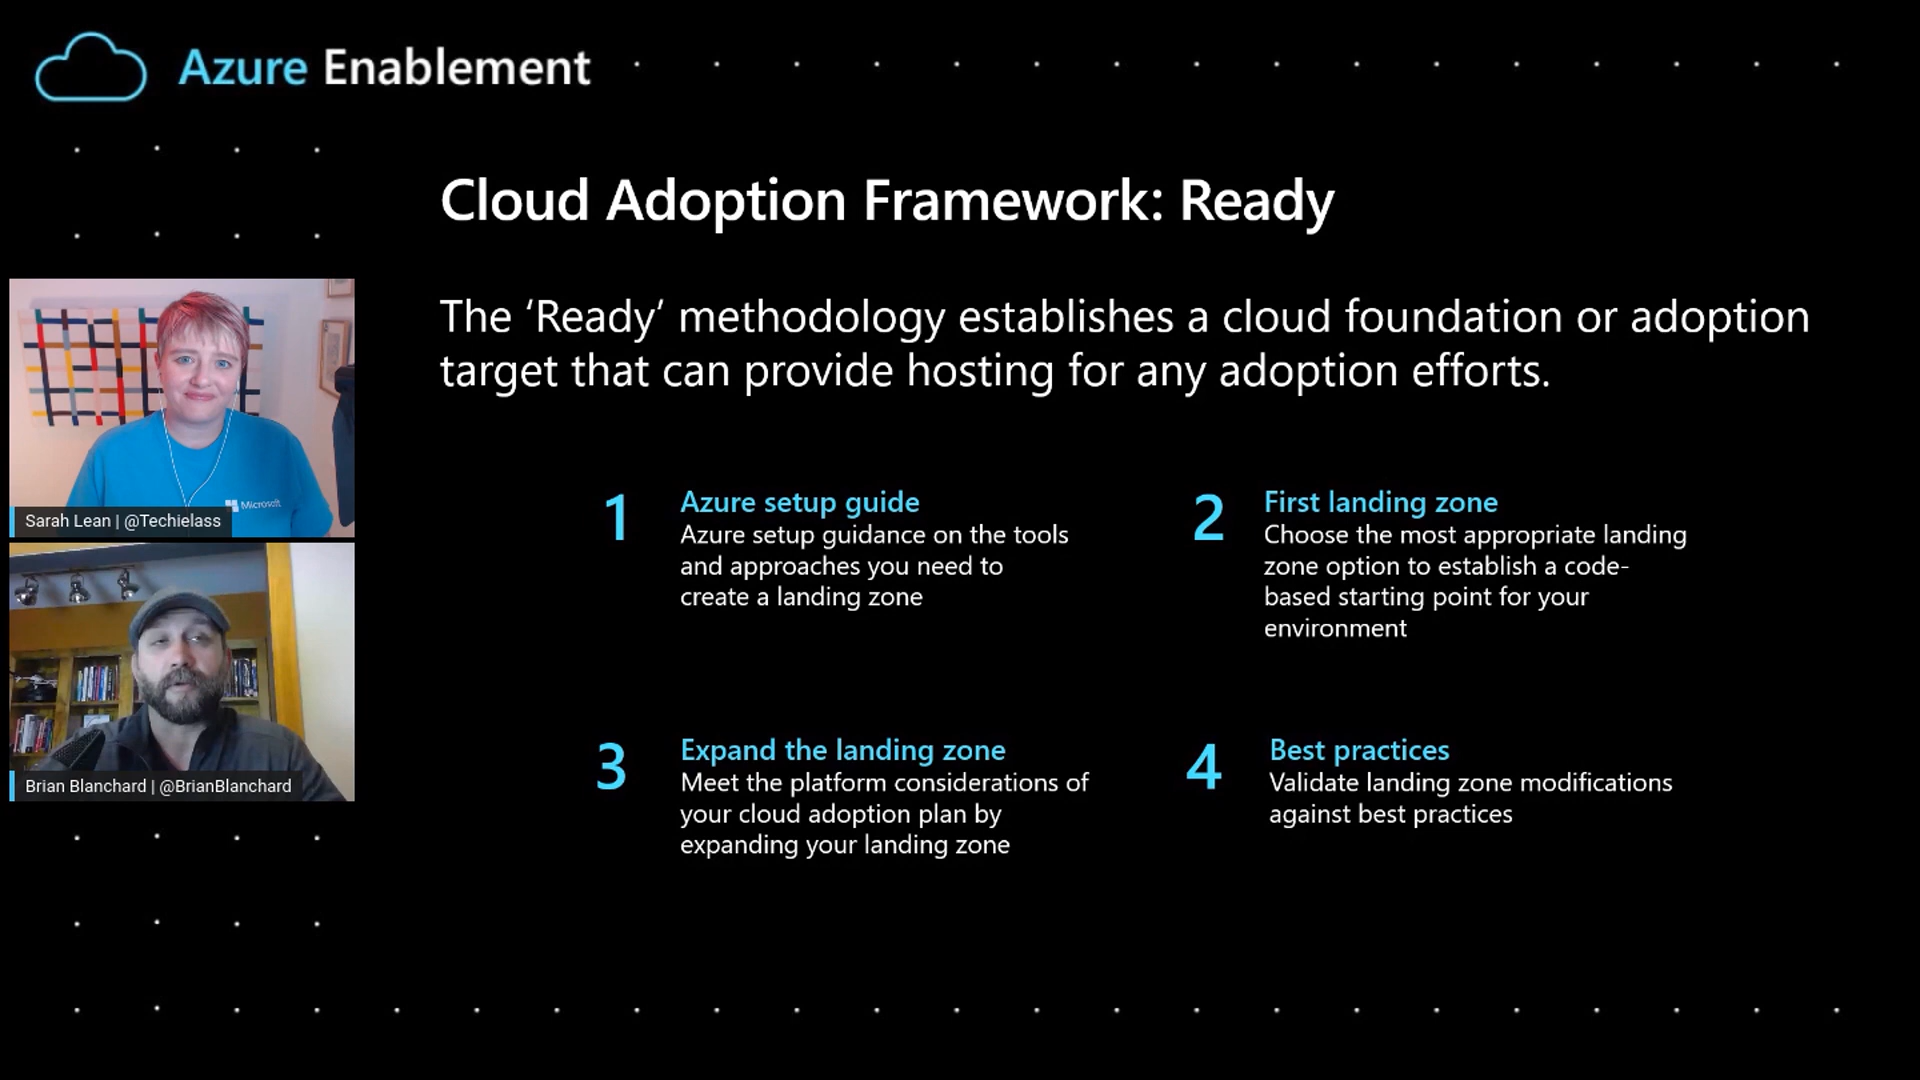 Azure Enablement
Cloud Adoption Framework: Ready
The ‘Ready’ methodology establishes a cloud foundation or adoption
target that can provide hosting for any adoption efforts.
1
Azure setup guide
Azure setup guidance on the tools
and approaches you need to
create a landing zone
2
First landing zone
Choose the most appropriate landing
zone option to establish a code-
based starting point for your
environment
3
Expand the landing zone
Meet the platform considerations of
your cloud adoption plan by
expanding your landing zone
4
Best practices
Validate landing zone modifications
against best practices
Microsoft
Sarah Lean | @Techielass
Brian Blanchard | @BrianBlanchard